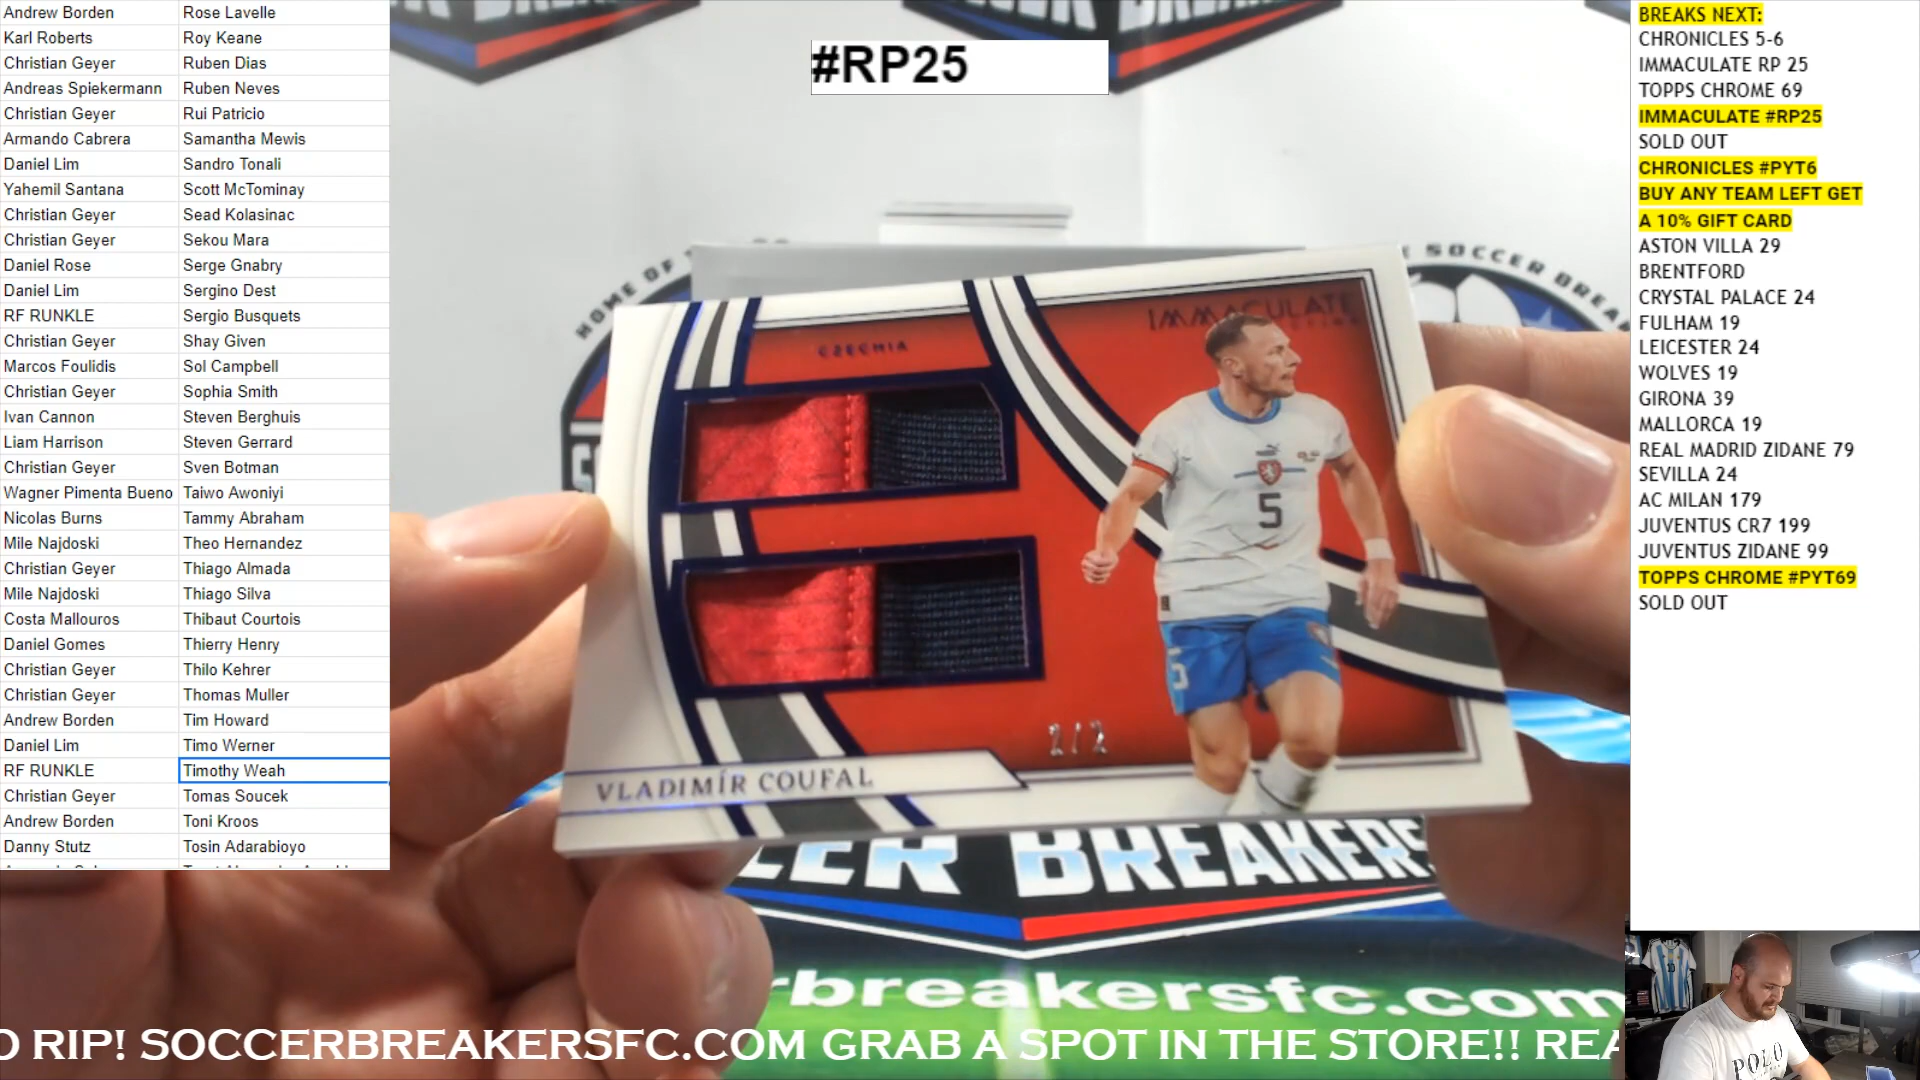 Andrew Borden Rose Lavelle
Karl Roberts Roy Keane
Christian Geyer Ruben Dias
Andreas Spiekermann Ruben Neves
Christian Geyer Rui Patricio
Armando Cabrera Samantha Mewis
Daniel Lim Sandro Tonali
Yahemil Santana Scott McTominay
Christian Geyer Sead Kolasinac
Christian Geyer Sekou Mara
Daniel Rose Serge Gnabry
Daniel Lim Sergino Dest
RF RUNKLE Sergio Busquets
Christian Geyer Shay Given
Marcos Foulidis Sol Campbell
Christian Geyer Sophia Smith
Ivan Cannon Steven Berghuis
Liam Harrison Steven Gerrard
Christian Geyer Sven Botman
Wagner Pimenta Bueno Taiwo Awoniyi
Nicolas Burns Tammy Abraham
Mile Najdoski Theo Hernandez
Christian Geyer Thiago Almada
Mile Najdoski Thiago Silva
Costa Mallouros Thibaut Courtois
Daniel Gomes Thierry Henry
Christian Geyer Thilo Kehrer
Christian Geyer Thomas Muller
Andrew Borden Tim Howard
Daniel Lim Timo Werner
RF RUNKLE Timothy Weah
Christian Geyer Tomas Soucek
Andrew Borden Toni Kroos
Danny Stutz Tosin Adarabioyo
#RP25
HOME OF
SOCCER BREA
IMMACULATE
CZECHIA
5
5
2/2
VLADIMÍR COUFAL
BREAKERS
rbreakersfc.com
BREAKS NEXT:
CHRONICLES 5-6
IMMACULATE RP 25
TOPPS CHROME 69
IMMACULATE #RP25
SOLD OUT
CHRONICLES #PYT6
BUY ANY TEAM LEFT GET
A 10% GIFT CARD
ASTON VILLA 29
BRENTFORD
CRYSTAL PALACE 24
FULHAM 19
LEICESTER 24
WOLVES 19
GIRONA 39
MALLORCA 19
REAL MADRID ZIDANE 79
SEVILLA 24
AC MILAN 179
JUVENTUS CR7 199
JUVENTUS ZIDANE 99
TOPPS CHROME #PYT69
SOLD OUT
POLO
O RIP! SOCCERBREAKERSFC.COM GRAB A SPOT IN THE STORE!! REA